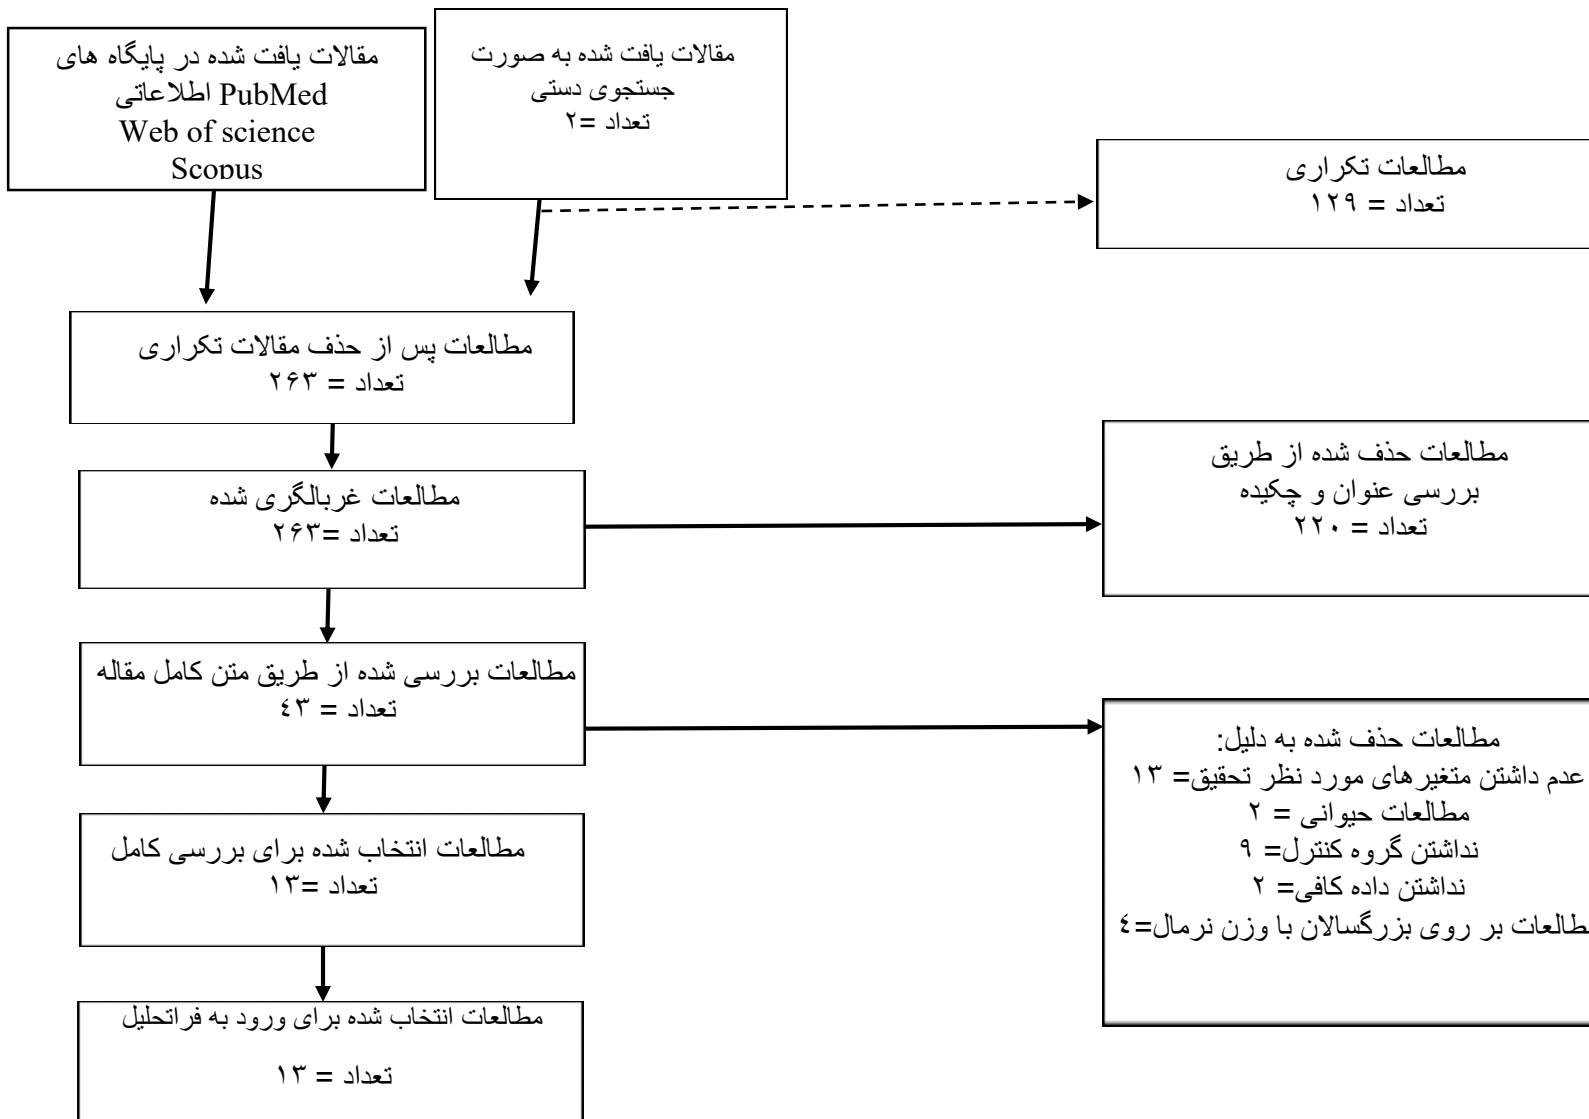 مقالات یافت شده در پایگاه های
اطلاعاتی PubMed
Web of science
Scopus
مقالات یافت شده به صورت
جستجوی دستی
تعداد =۲
مطالعات تکراری
تعداد = ۱۲۹
مطالعات پس از حذف مقالات تکراری
تعداد = ۲۶۳
مطالعات غربالگری شده
تعداد =۲۶۳
مطالعات حذف شده از طریق
بررسی عنوان و چکیده
تعداد = ۲۲۰
مطالعات بررسی شده از طریق متن کامل مقاله
تعداد = ٤۳
مطالعات حذف شده به دلیل:
عدم داشتن متغیرهای مورد نظر تحقیق= ۱۳
مطالعات حیوانی = ۲
نداشتن گروه کنترل= ۹
نداشتن داده کافی= ۲
مطالعات بر روی بزرگسالان با وزن نرمال=٤
مطالعات انتخاب شده برای بررسی کامل
تعداد =۱۳
مطالعات انتخاب شده برای ورود به فراتحلیل
تعداد = ۱۳